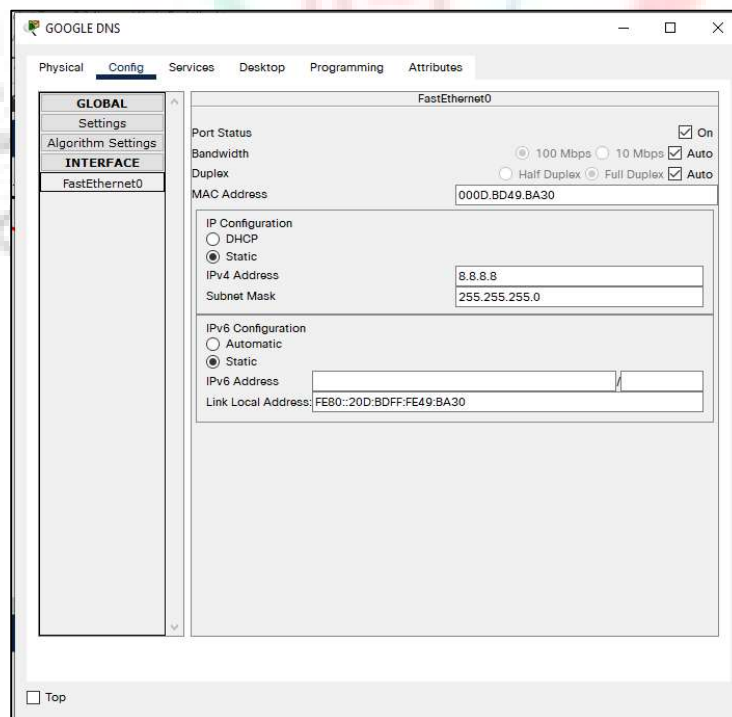 GOOGLE DNS
Physical Config Services Desktop Programming Attributes
GLOBAL
Settings
Algorithm Settings
INTERFACE
FastEthernet0
FastEthernet0
Port Status On
Bandwidth 100 Mbps 10 Mbps Auto
Duplex Half Duplex Full Duplex Auto
MAC Address 000D.BD49.BA30
IP Configuration
DHCP
Static
IPv4 Address 8.8.8.8
Subnet Mask 255.255.255.0
IPv6 Configuration
Automatic
Static
IPv6 Address /
Link Local Address: FE80::20D:BDFF:FE49:BA30
Top